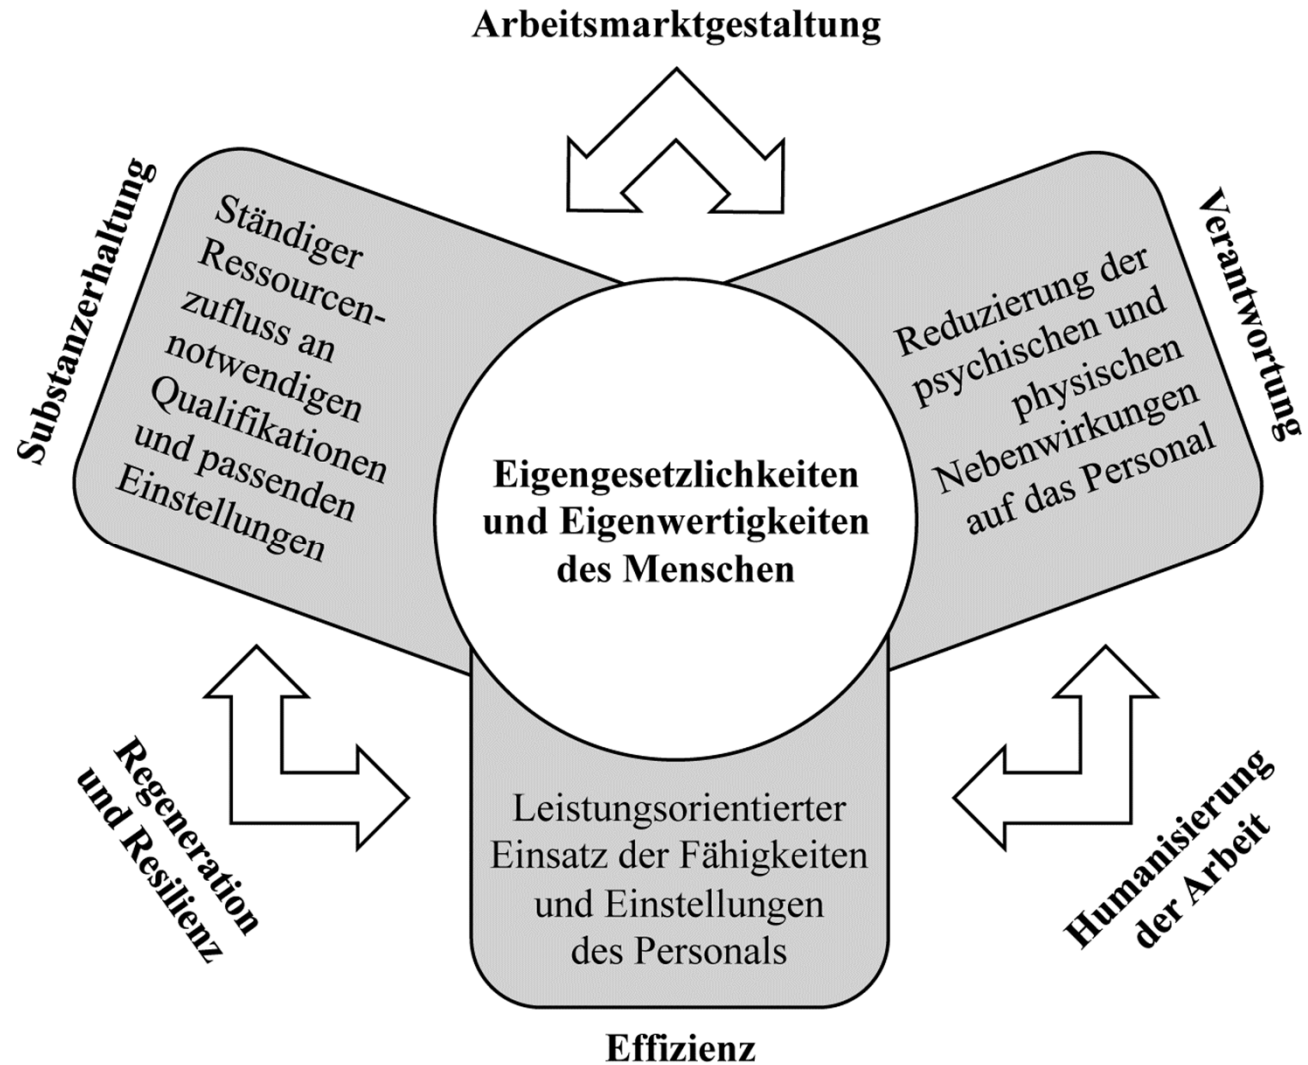 Arbeitsmarktgestaltung
Substanzerhaltung
Ständiger
Ressourcen-
zufluss an
notwendigen
Qualifikationen
und passenden
Einstellungen
Verantwortung
Reduzierung der
psychischen und
physischen
Nebenwirkungen
auf das Personal
Eigengesetzlichkeiten
und Eigenwertigkeiten
des Menschen
Regeneration
und Resilienz
Leistungsorientierter
Einsatz der Fähigkeiten
und Einstellungen
des Personals
Humanisierung
der Arbeit
Effizienz